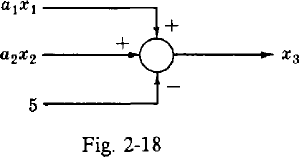 a₁x₁
+
a₂x₂
+
x₃
5
−
Fig. 2-18